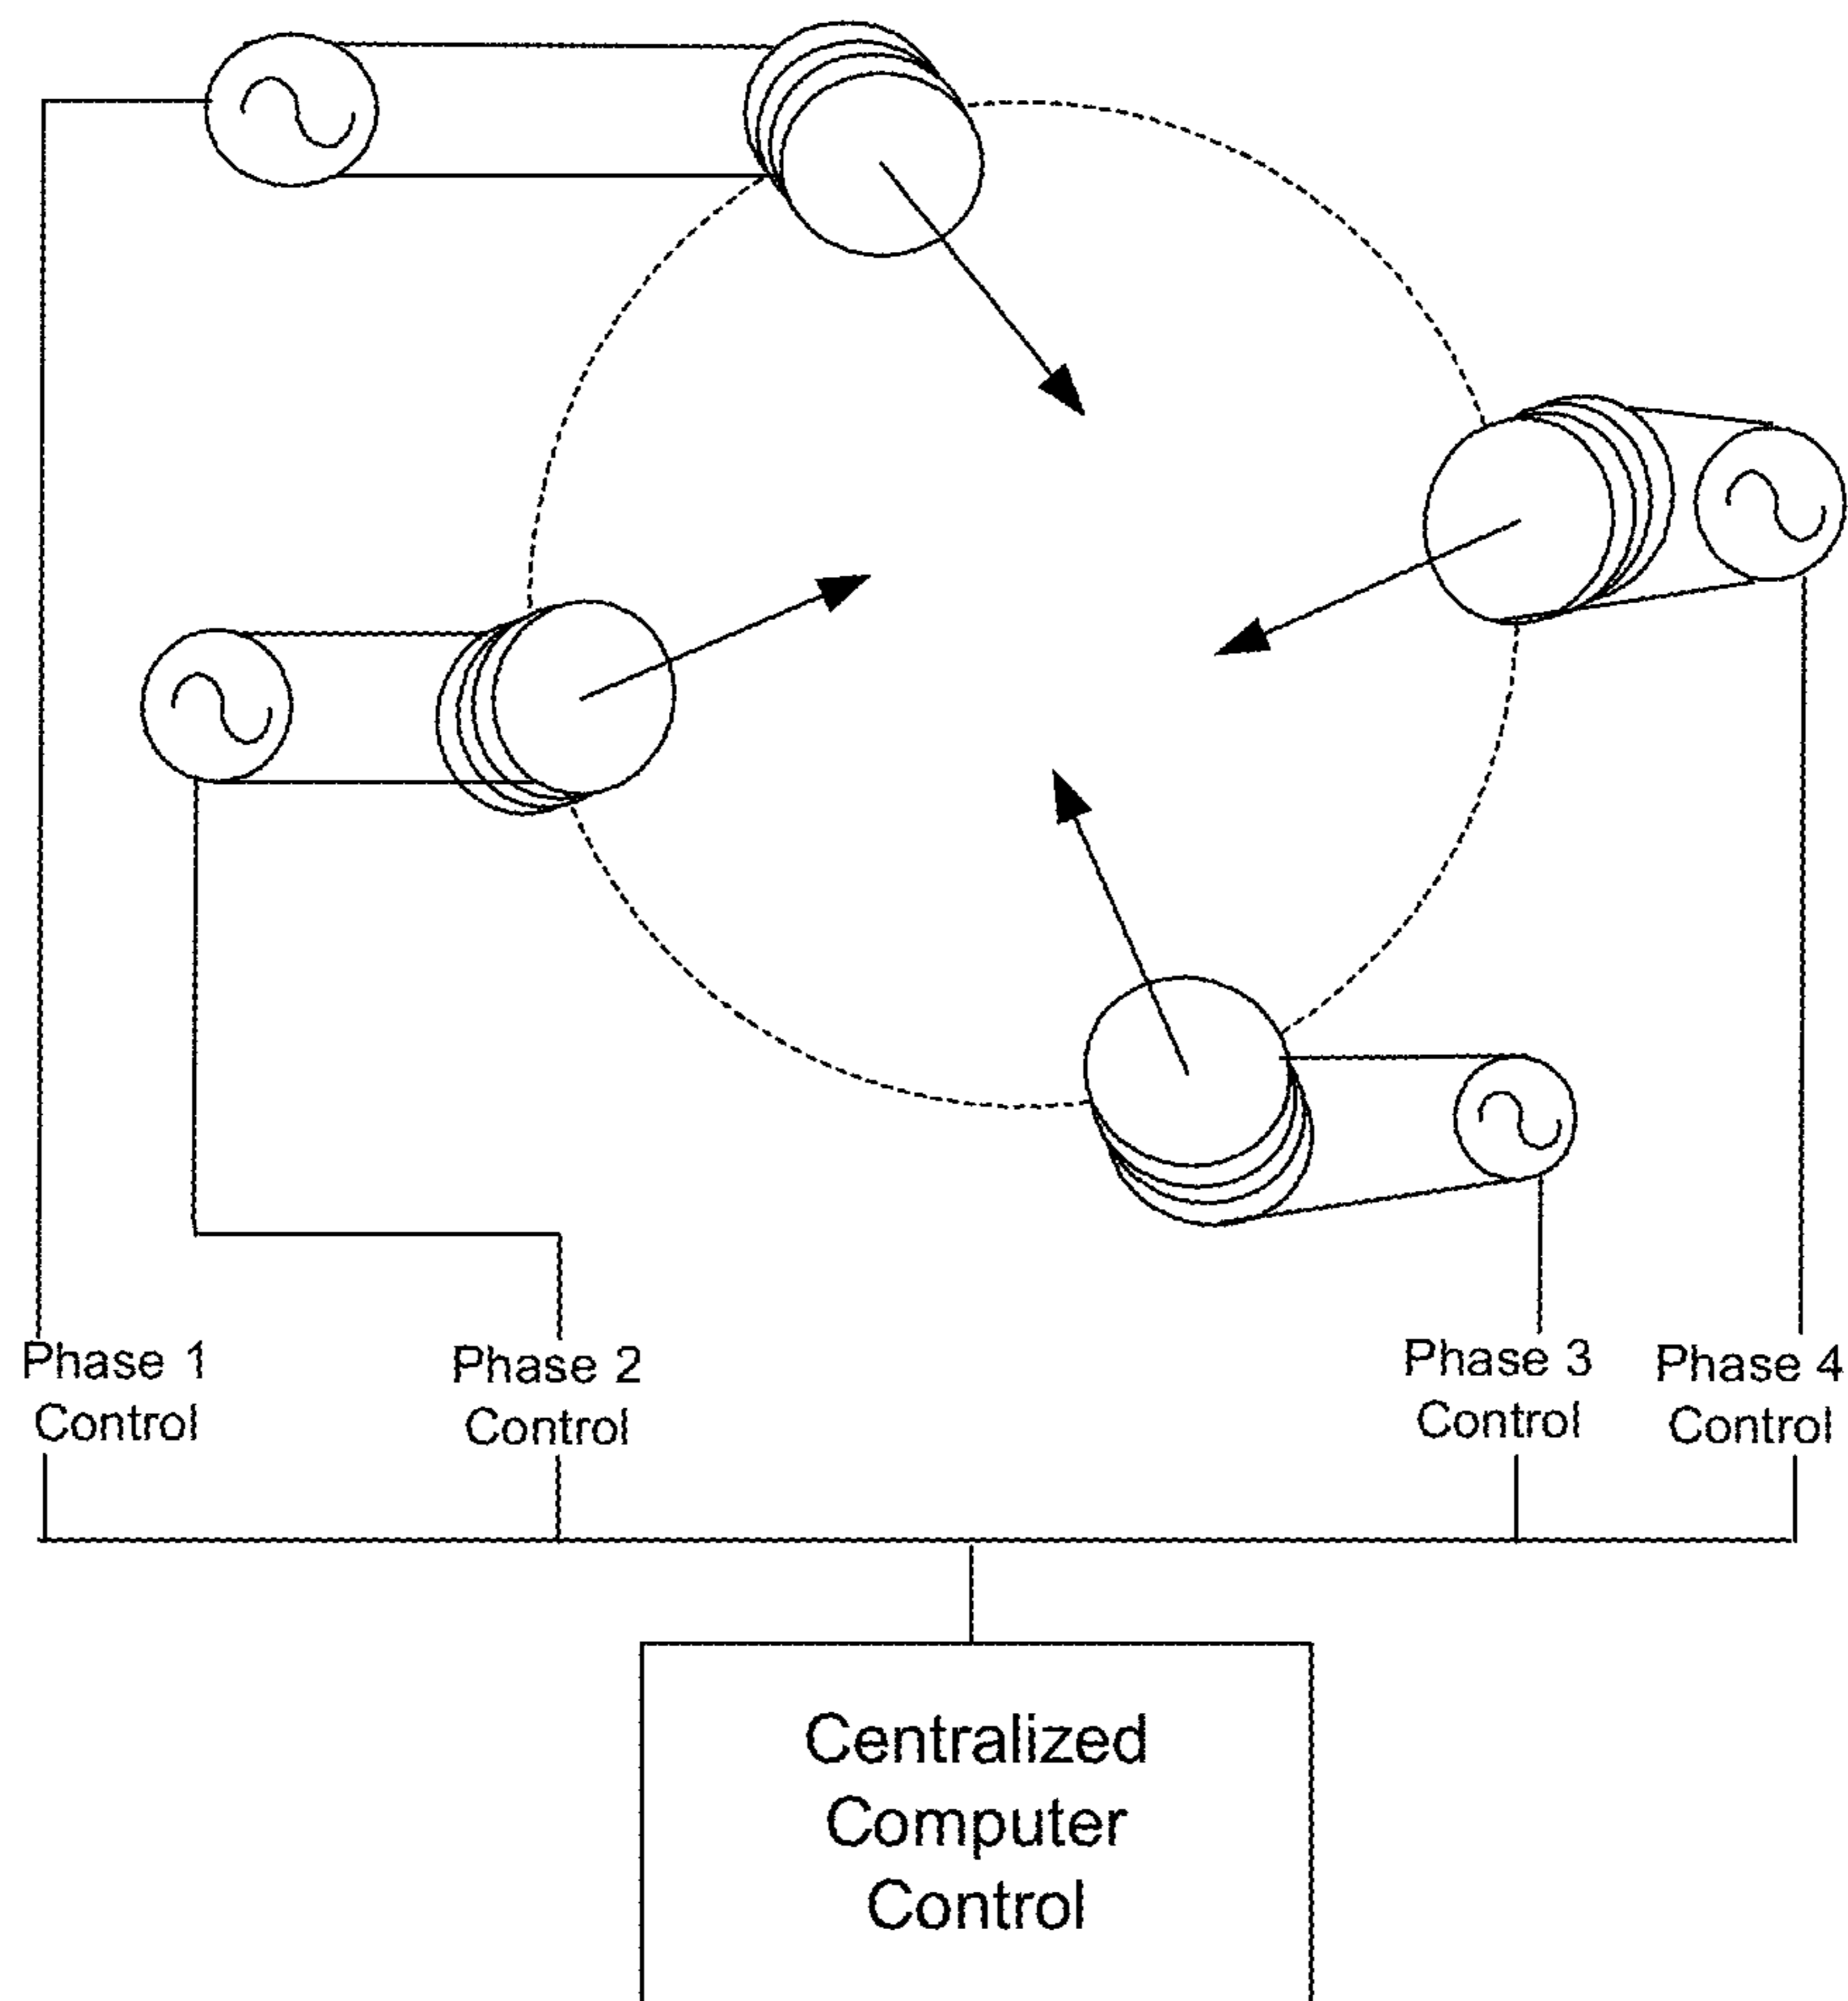 Phase 1
Control
Phase 2
Control
Phase 3
Control
Phase 4
Control
Centralized
Computer
Control